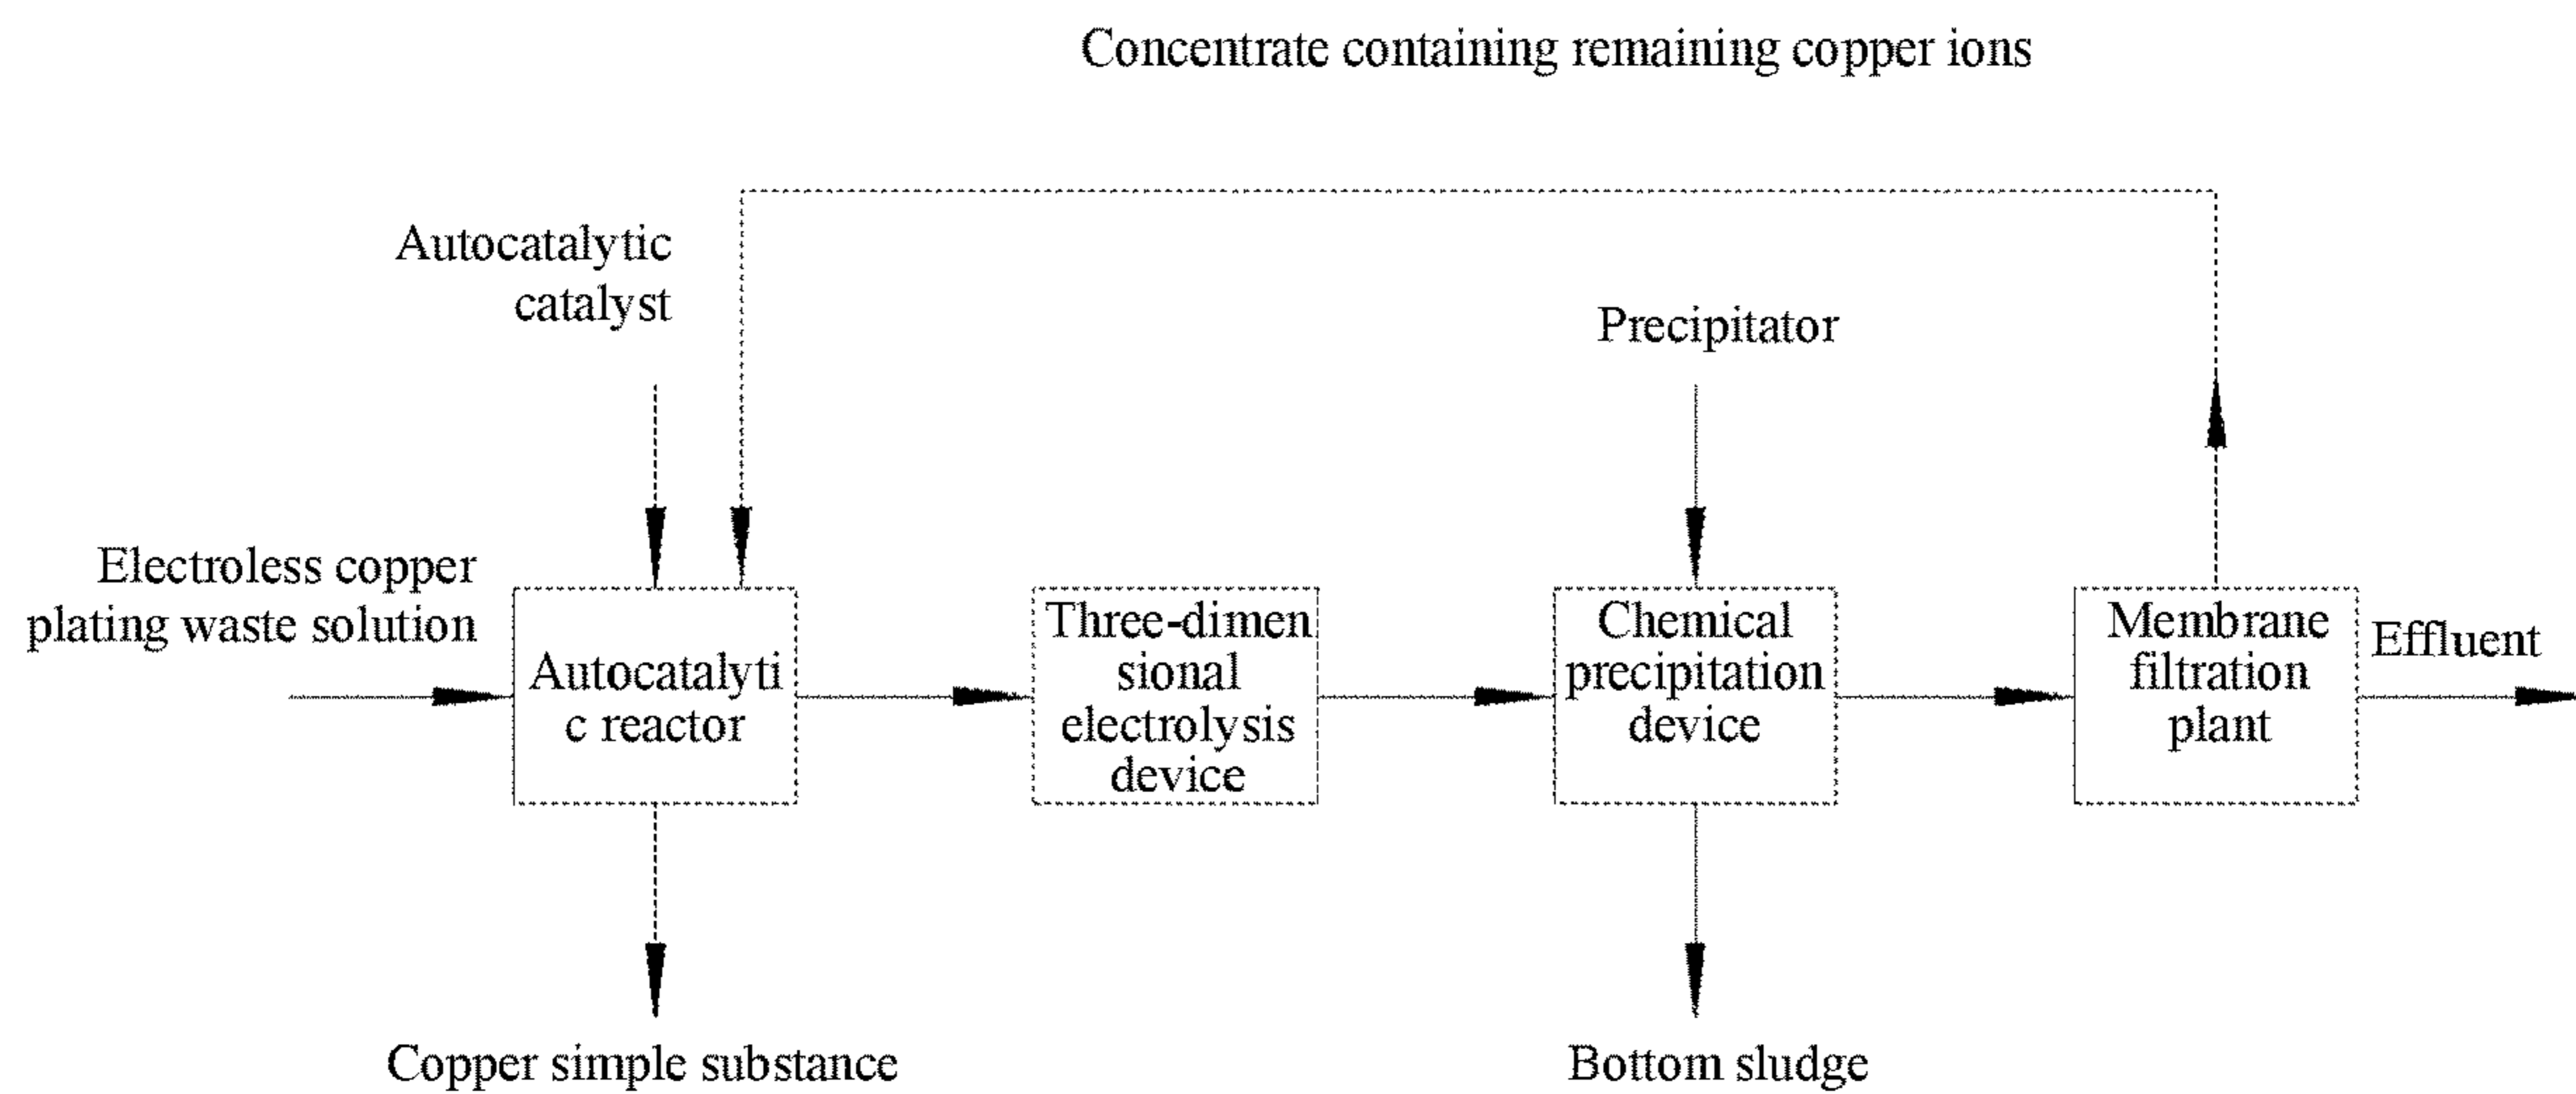 Concentrate containing remaining copper ions
Autocatalytic
catalyst
Precipitator
Electroless copper
plating waste solution
Autocatalyti
c reactor
Three-dimen
sional
electrolysis
device
Chemical
precipitation
device
Membrane
filtration
plant
Effluent
Copper simple substance
Bottom sludge